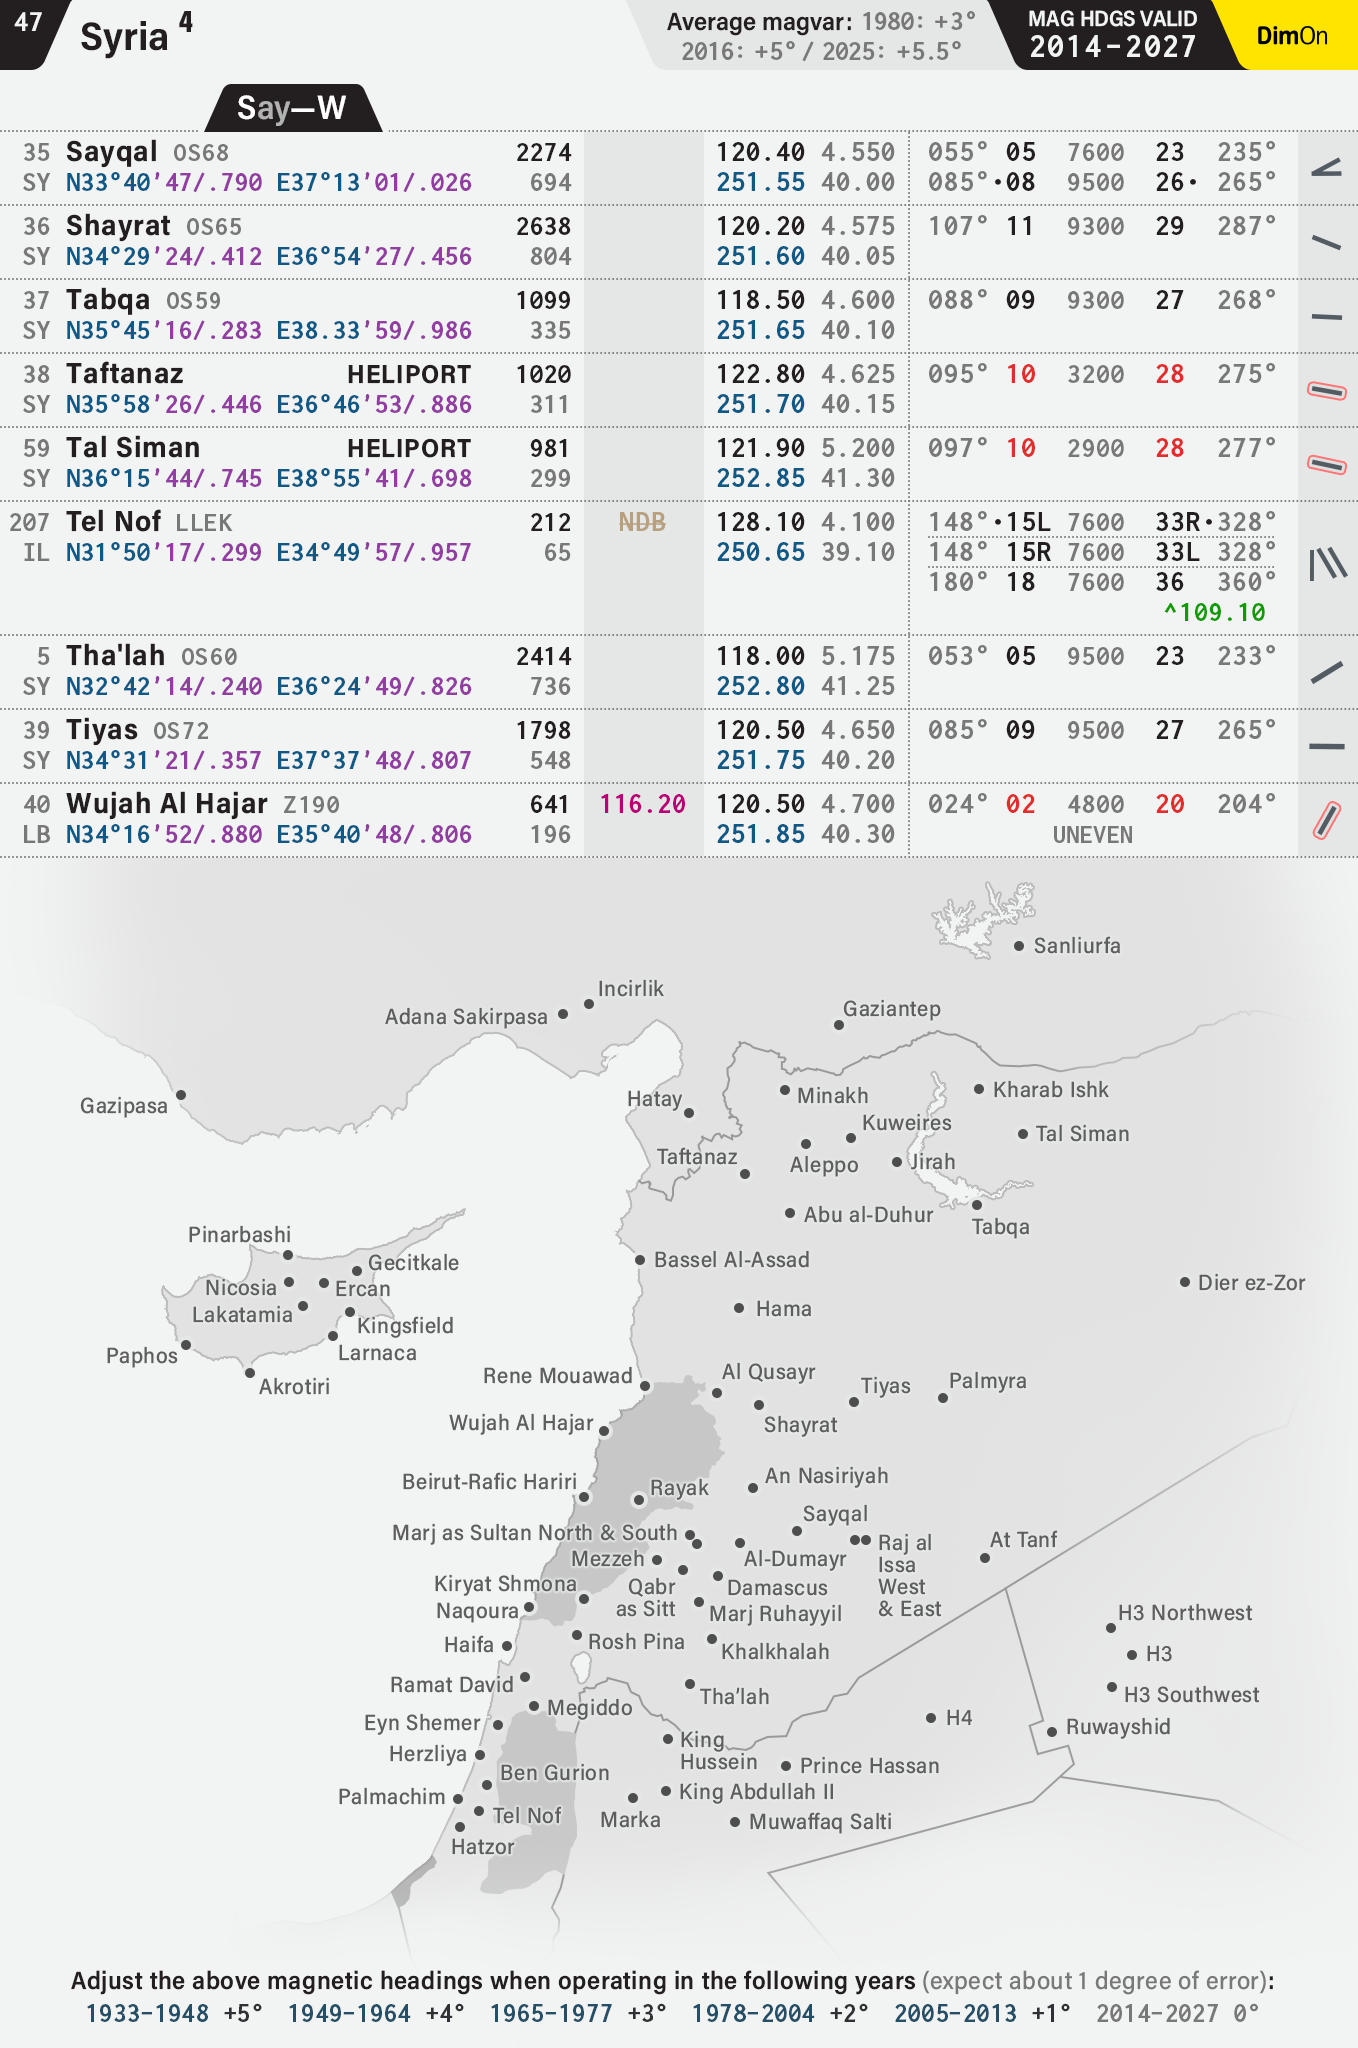 47
Syria 4
Average magvar: 1980: +3°
2016: +5° / 2025: +5.5°
MAG HDGS VALID
2014-2027
DimOn
Say—W
35 Sayqal OS68 2274 120.40 4.550 055° 05 7600 23 235°
SY N33°40'47/.790 E37°13'01/.026 694 251.55 40.00 085°•08 9500 26• 265°
36 Shayrat OS65 2638 120.20 4.575 107° 11 9300 29 287°
SY N34°29'24/.412 E36°54'27/.456 804 251.60 40.05
37 Tabqa OS59 1099 118.50 4.600 088° 09 9300 27 268°
SY N35°45'16/.283 E38.33'59/.986 335 251.65 40.10
38 Taftanaz HELIPORT 1020 122.80 4.625 095° 10 3200 28 275°
SY N35°58'26/.446 E36°46'53/.886 311 251.70 40.15
59 Tal Siman HELIPORT 981 121.90 5.200 097° 10 2900 28 277°
SY N36°15'44/.745 E38°55'41/.698 299 252.85 41.30
207 Tel Nof LLEK 212 NDB 128.10 4.100 148°•15L 7600 33R•328°
IL N31°50'17/.299 E34°49'57/.957 65 250.65 39.10 148° 15R 7600 33L 328°
180° 18 7600 36 360°
^109.10
5 Tha'lah OS60 2414 118.00 5.175 053° 05 9500 23 233°
SY N32°42'14/.240 E36°24'49/.826 736 252.80 41.25
39 Tiyas OS72 1798 120.50 4.650 085° 09 9500 27 265°
SY N34°31'21/.357 E37°37'48/.807 548 251.75 40.20
40 Wujah Al Hajar Z190 641 116.20 120.50 4.700 024° 02 4800 20 204°
LB N34°16'52/.880 E35°40'48/.806 196 251.85 40.30 UNEVEN
Sanliurfa
Incirlik
Adana Sakirpasa
Gaziantep
Gazipasa
Hatay
Minakh
Kharab Ishk
Kuweires
Tal Siman
Taftanaz
Aleppo
Jirah
Abu al-Duhur
Tabqa
Pinarbashi
Gecitkale
Nicosia
Ercan
Lakatamia
Kingsfield
Larnaca
Paphos
Akrotiri
Bassel Al-Assad
Dier ez-Zor
Hama
Rene Mouawad
Al Qusayr
Tiyas
Palmyra
Wujah Al Hajar
Shayrat
Beirut-Rafic Hariri
Rayak
An Nasiriyah
Sayqal
Marj as Sultan North & South
Raj al
Issa
West
& East
At Tanf
Mezzeh
Al-Dumayr
Kiryat Shmona
Qabr
as Sitt
Damascus
Naqoura
Marj Ruhayyil
H3 Northwest
Haifa
Rosh Pina
Khalkhalah
H3
Ramat David
Tha'lah
H3 Southwest
Megiddo
Eyn Shemer
H4
Ruwayshid
King
Hussein
Herzliya
Ben Gurion
Prince Hassan
Palmachim
King Abdullah II
Tel Nof
Marka
Muwaffaq Salti
Hatzor
Adjust the above magnetic headings when operating in the following years (expect about 1 degree of error):
1933-1948 +5° 1949-1964 +4° 1965-1977 +3° 1978-2004 +2° 2005-2013 +1° 2014-2027 0°